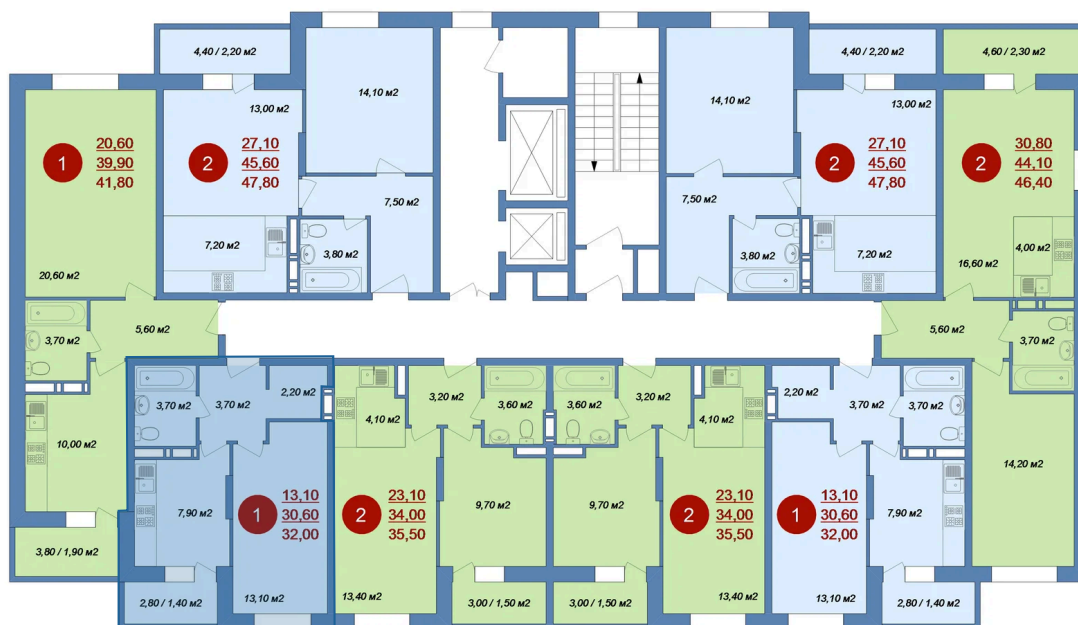 4,40 / 2,20 м2
14,10 м2
13,00 м2
1
20,60
39,90
41,80
2
27,10
45,60
47,80
7,50 м2
7,20 м2
3,80 м2
20,60 м2
14,10 м2
4,40 / 2,20 м2
4,60 / 2,30 м2
13,00 м2
2
27,10
45,60
47,80
2
30,80
44,10
46,40
7,50 м2
3,80 м2
7,20 м2
4,00 м2
16,60 м2
3,70 м2
5,60 м2
5,60 м2
3,70 м2
10,00 м2
3,70 м2
3,70 м2
2,20 м2
4,10 м2
3,20 м2
3,60 м2
3,60 м2
3,20 м2
4,10 м2
2,20 м2
3,70 м2
3,70 м2
14,20 м2
7,90 м2
1
13,10
30,60
32,00
2
23,10
34,00
35,50
9,70 м2
9,70 м2
2
23,10
34,00
35,50
1
13,10
30,60
32,00
7,90 м2
3,80 / 1,90 м2
2,80 / 1,40 м2
13,10 м2
13,40 м2
3,00 / 1,50 м2
3,00 / 1,50 м2
13,40 м2
13,10 м2
2,80 / 1,40 м2